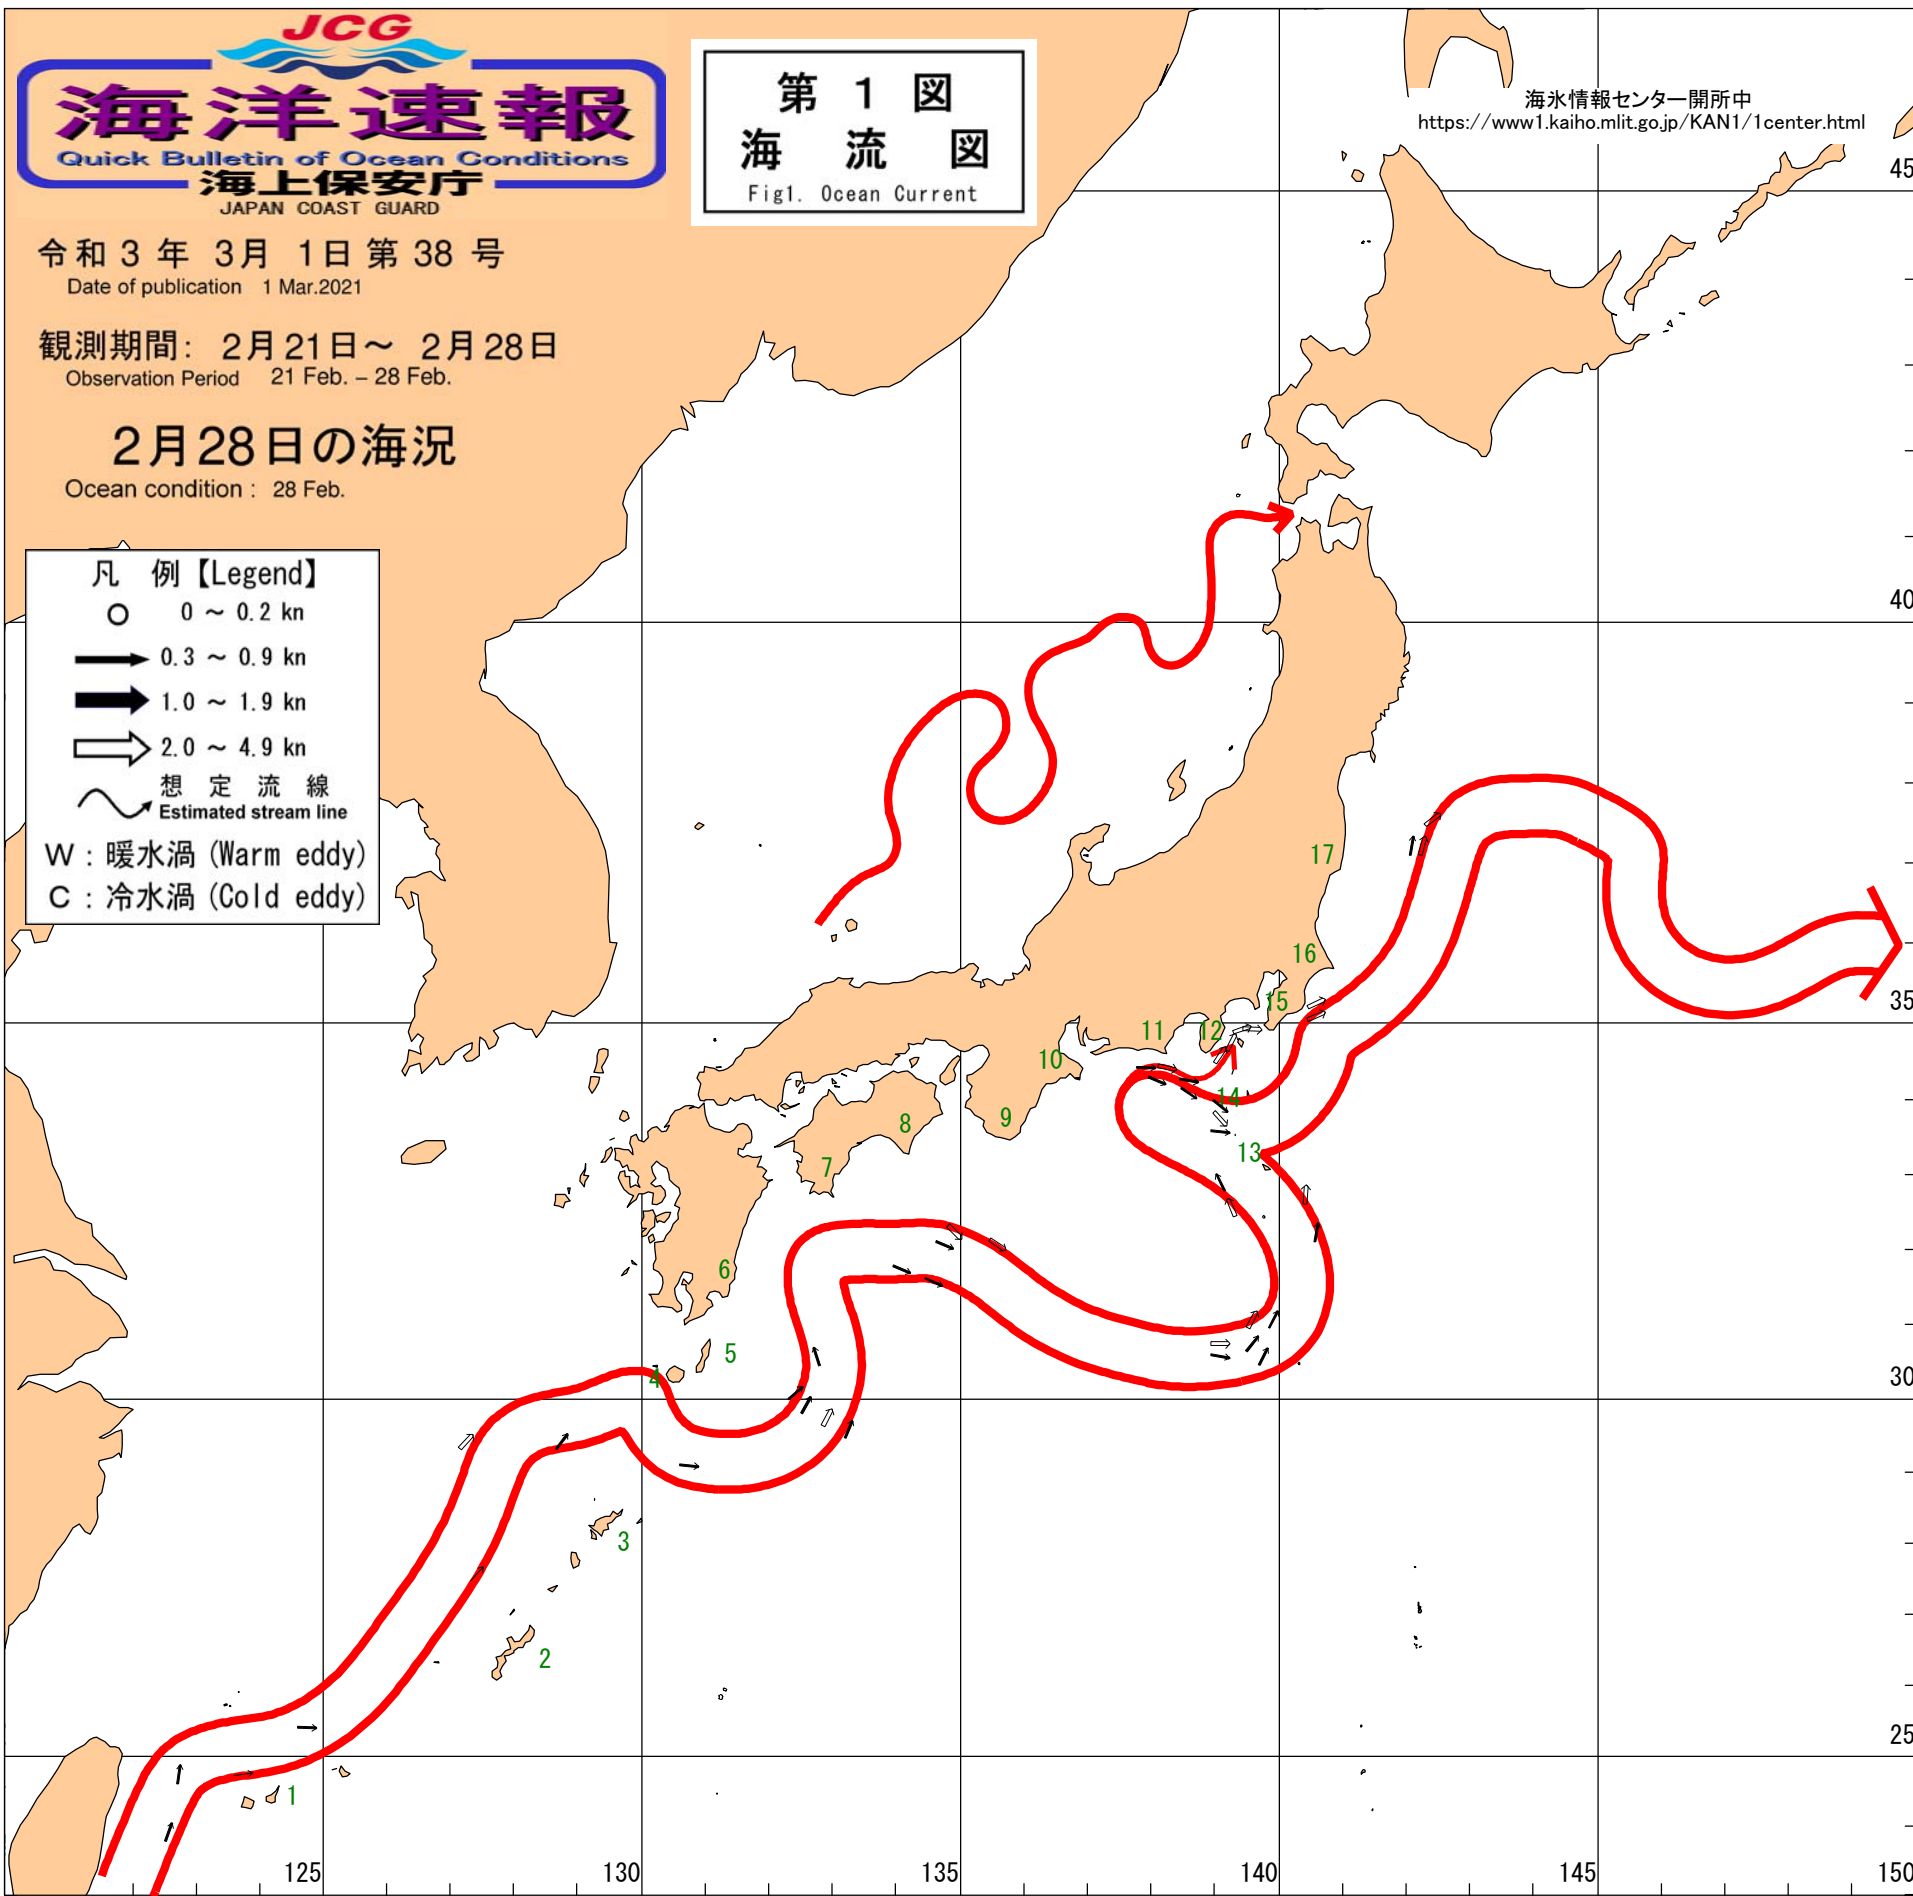 JCG
海洋速報
Quick Bulletin of Ocean Conditions
海上保安庁
JAPAN COAST GUARD
第 1 図
海 流 図
Fig1. Ocean Current
海氷情報センター開所中
https://www1.kaiho.mlit.go.jp/KAN1/1center.html
令和 3 年 3月 1日 第 38 号
Date of publication 1 Mar.2021
観測期間: 2月21日～ 2月28日
Observation Period 21 Feb. – 28 Feb.
2月28日の海況
Ocean condition : 28 Feb.
凡 例【Legend】
0 ～ 0.2 kn
0.3 ～ 0.9 kn
1.0 ～ 1.9 kn
2.0 ～ 4.9 kn
想 定 流 線
Estimated stream line
W : 暖水渦 (Warm eddy)
C : 冷水渦 (Cold eddy)
45
40
17
16
35
15
12
11
10
14
9
8
13
7
6
5
4
30
3
2
25
1
125
130
135
140
145
150